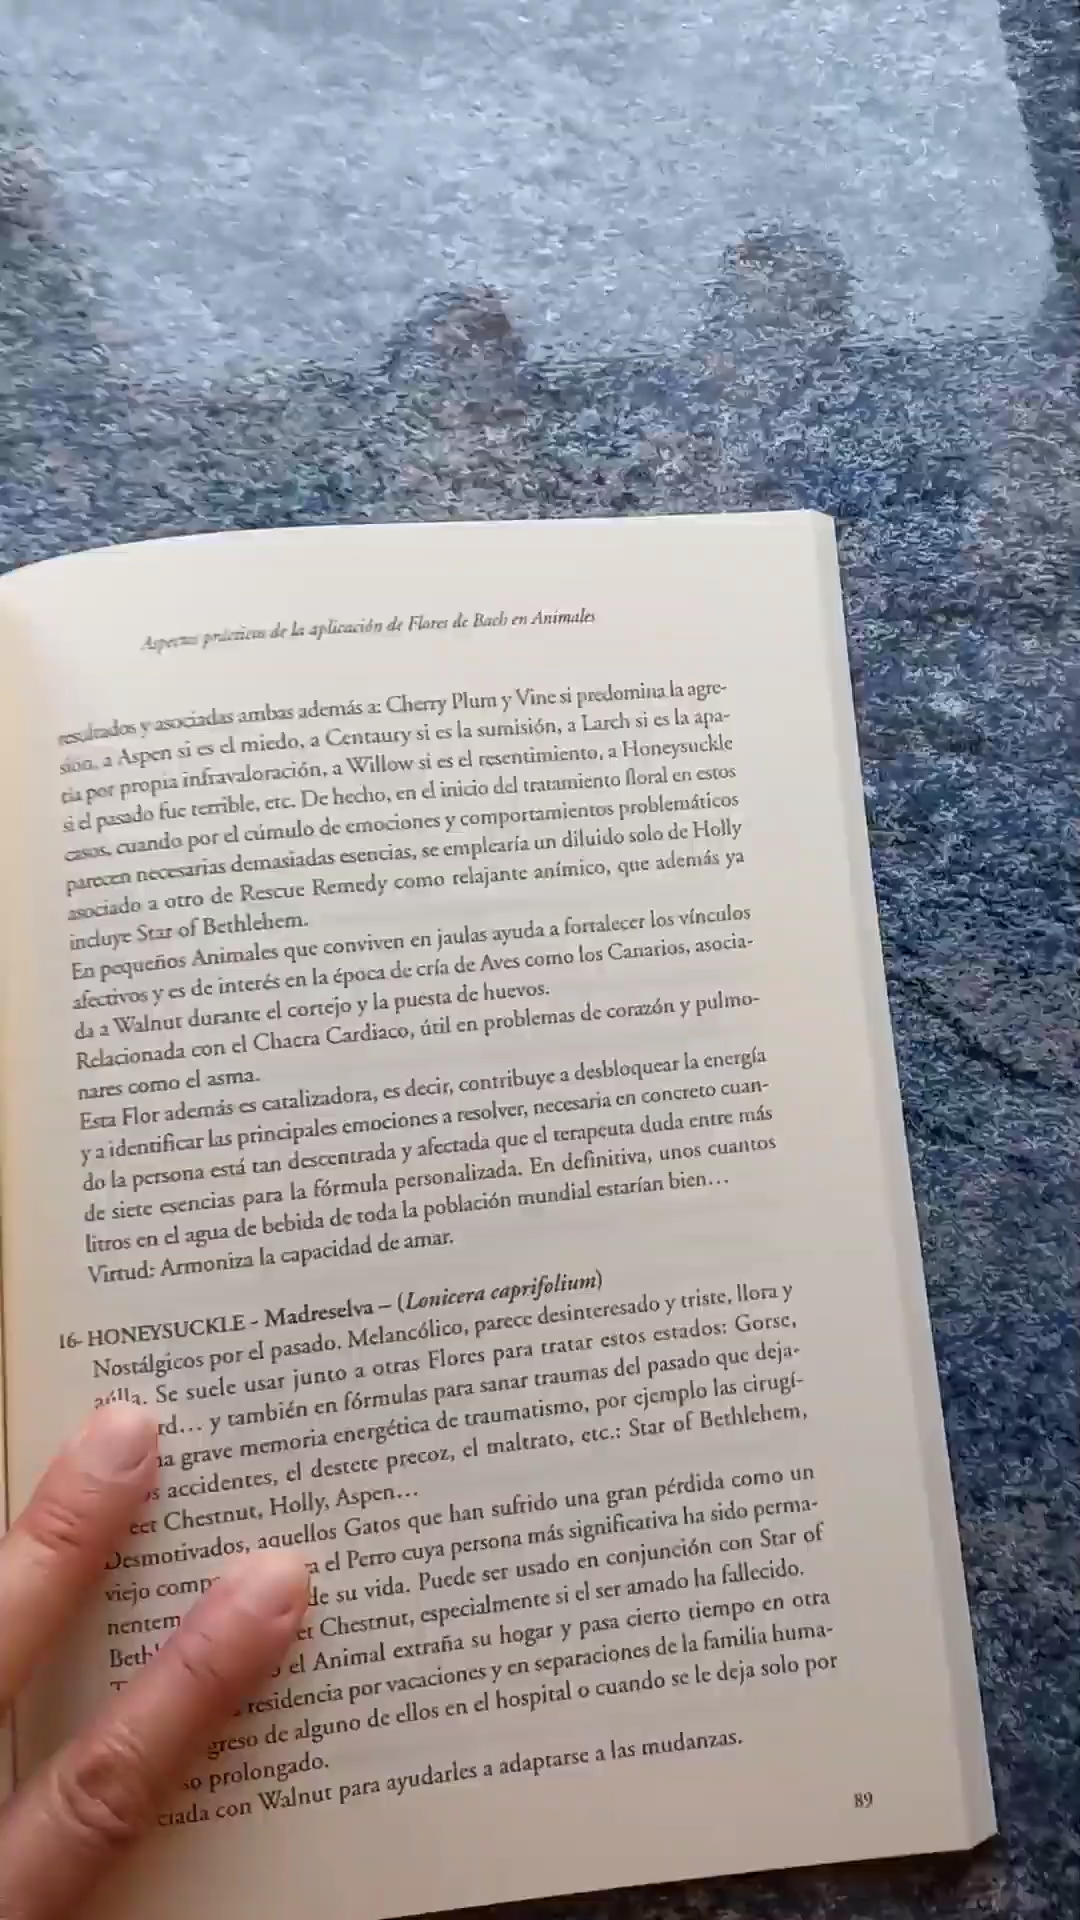 Aspectos prácticos de la aplicación de Flores de Bach en Animales
resultados y asociadas ambas además a: Cherry Plum y Vine si predomina la agre-
sión, a Aspen si es el miedo, a Centaury si es la sumisión, a Larch si es la apa-
tía por propia infravaloración, a Willow si es el resentimiento, a Honeysuckle
si el pasado fue terrible, etc. De hecho, en el inicio del tratamiento floral en estos
casos, cuando por el cúmulo de emociones y comportamientos problemáticos
parecen necesarias demasiadas esencias, se emplearía un diluido solo de Holly
asociado a otro de Rescue Remedy como relajante anímico, que además ya
incluye Star of Bethlehem.
En pequeños Animales que conviven en jaulas ayuda a fortalecer los vínculos
afectivos y es de interés en la época de cría de Aves como los Canarios, asocia-
da a Walnut durante el cortejo y la puesta de huevos.
Relacionada con el Chacra Cardiaco, útil en problemas de corazón y pulmo-
nares como el asma.
Esta Flor además es catalizadora, es decir, contribuye a desbloquear la energía
y a identificar las principales emociones a resolver, necesaria en concreto cuan-
do la persona está tan descentrada y afectada que el terapeuta duda entre más
de siete esencias para la fórmula personalizada. En definitiva, unos cuantos
litros en el agua de bebida de toda la población mundial estarían bien...
Virtud: Armoniza la capacidad de amar.
16- HONEYSUCKLE - Madreselva – (Lonicera caprifolium)
Nostálgicos por el pasado. Melancólico, parece desinteresado y triste, llora y
aúlla. Se suele usar junto a otras Flores para tratar estos estados: Gorse,
rd... y también en fórmulas para sanar traumas del pasado que deja-
na grave memoria energética de traumatismo, por ejemplo las cirugí-
os accidentes, el destete precoz, el maltrato, etc.: Star of Bethlehem,
eet Chestnut, Holly, Aspen...
Desmotivados, aquellos Gatos que han sufrido una gran pérdida como un
viejo comp a el Perro cuya persona más significativa ha sido perma-
nentem de su vida. Puede ser usado en conjunción con Star of
Beth et Chestnut, especialmente si el ser amado ha fallecido.
o el Animal extraña su hogar y pasa cierto tiempo en otra
residencia por vacaciones y en separaciones de la familia huma-
greso de alguno de ellos en el hospital o cuando se le deja solo por
so prolongado.
ciada con Walnut para ayudarles a adaptarse a las mudanzas.
89